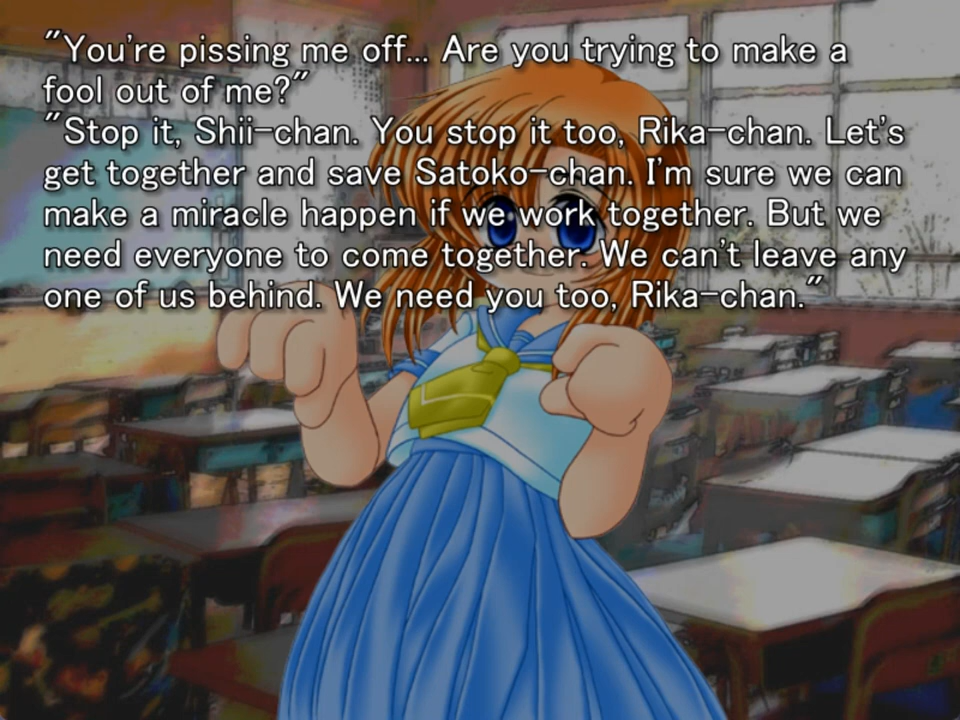 "You're pissing me off... Are you trying to make a
fool out of me?"
"Stop it, Shii-chan. You stop it too, Rika-chan. Let's
get together and save Satoko-chan. I'm sure we can
make a miracle happen if we work together. But we
need everyone to come together. We can't leave any
one of us behind. We need you too, Rika-chan."